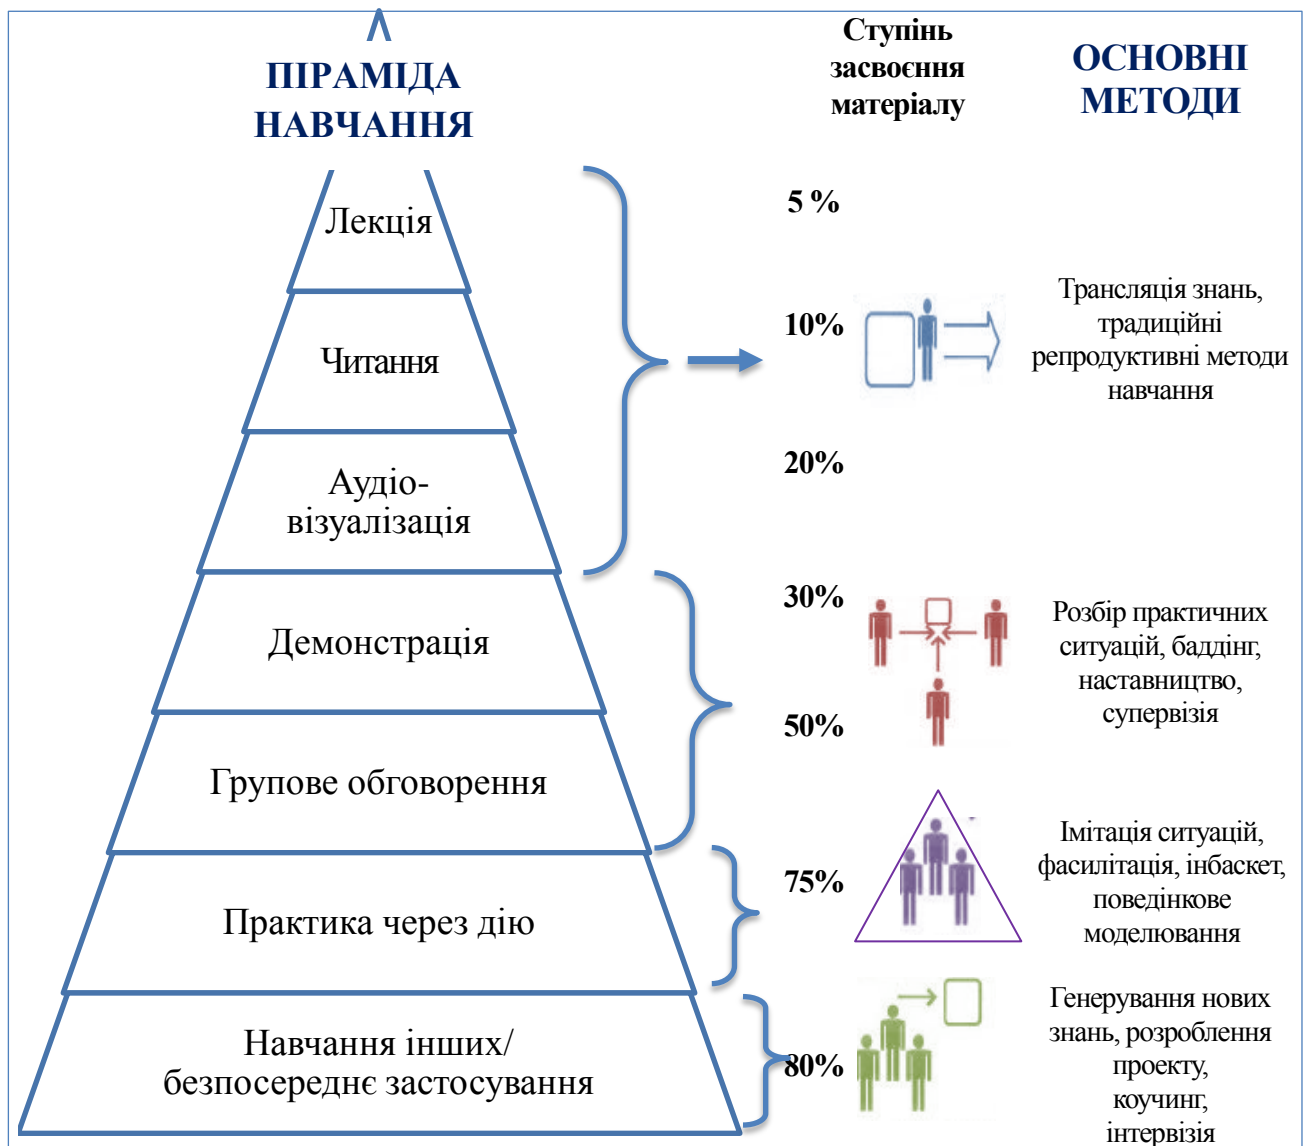 ПІРАМІДА
НАВЧАННЯ
Ступінь
засвоєння
матеріалу
ОСНОВНІ
МЕТОДИ
Лекція
5 %
Читання
10%
Трансляція знань,
традиційні
репродуктивні методи
навчання
Аудіо-
візуалізація
20%
Демонстрація
30%
Розбір практичних
ситуацій, баддінг,
наставництво,
супервізія
Групове обговорення
50%
Практика через дію
75%
Імітація ситуацій,
фасилітація, інбаскет,
поведінкове
моделювання
Навчання інших/
безпосереднє застосування
80%
Генерування нових
знань, розроблення
проекту,
коучинг,
інтервізія